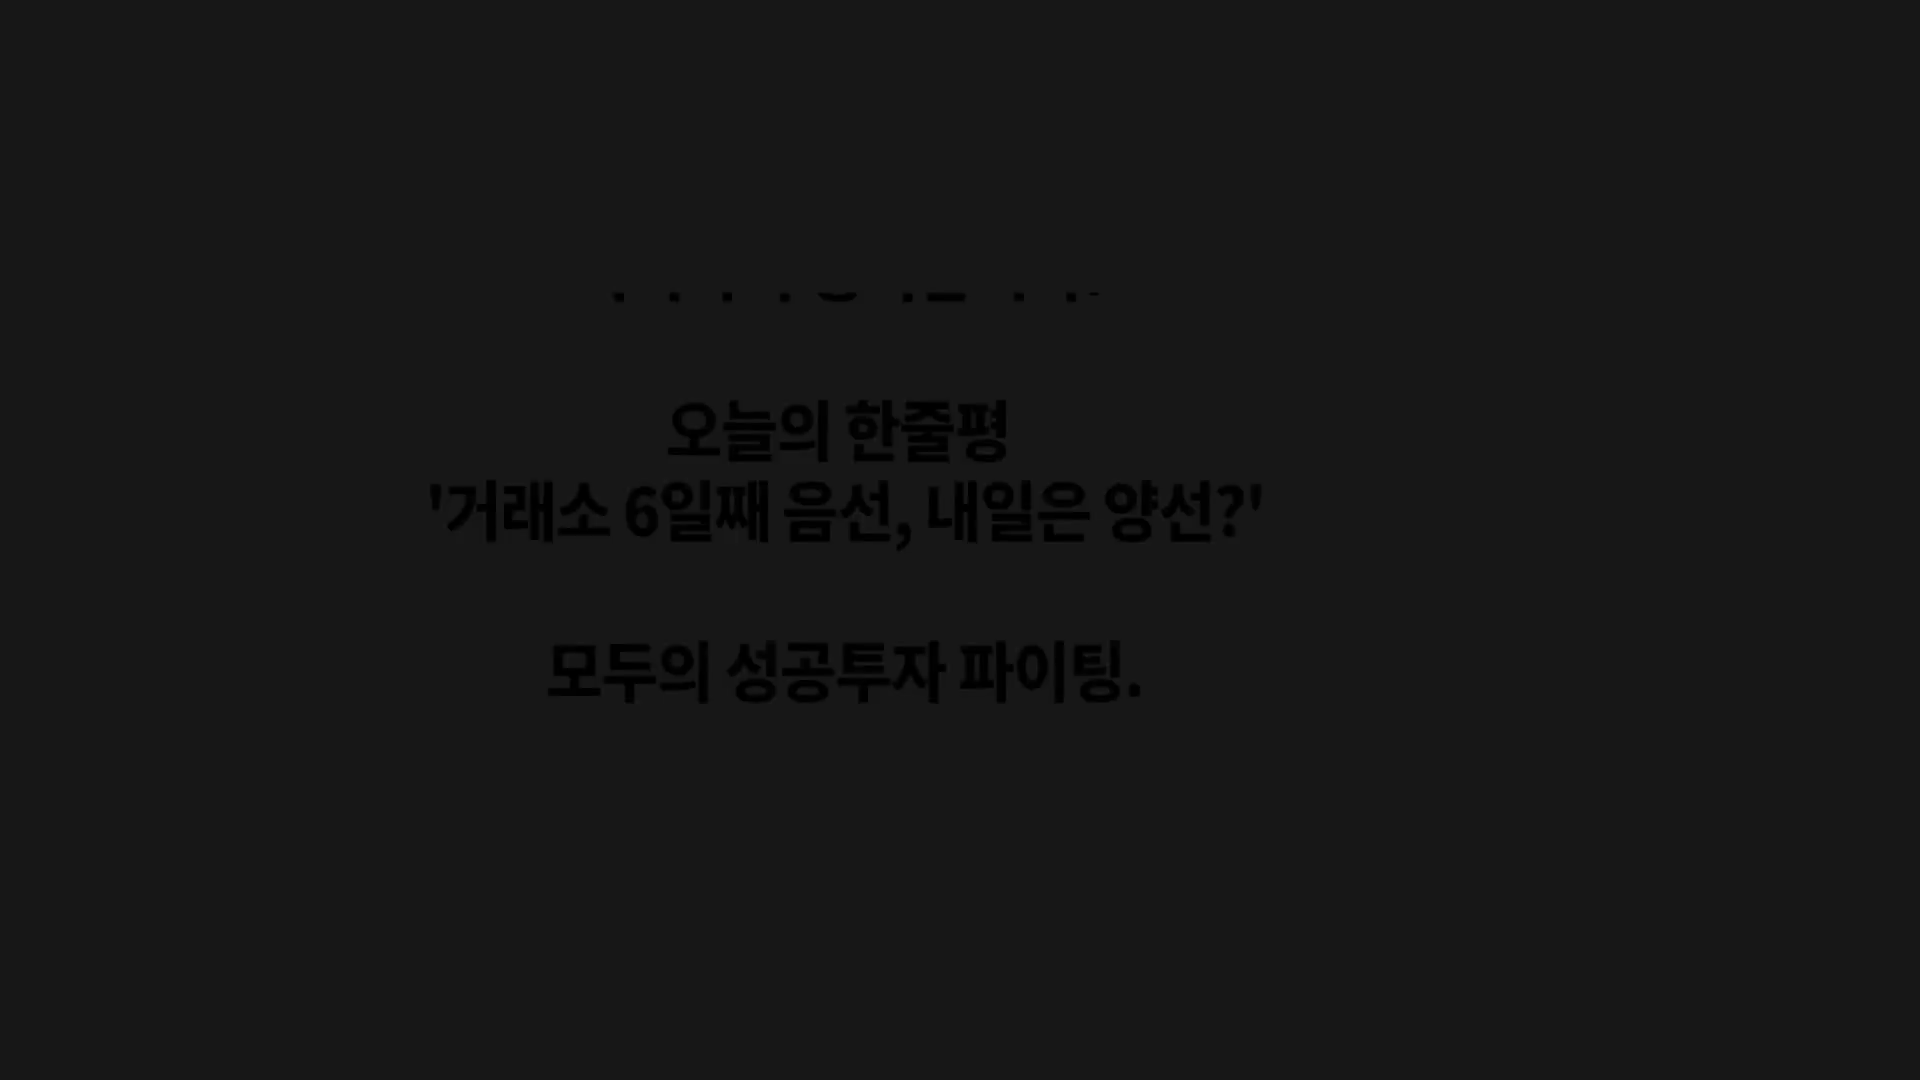 오늘의 한줄평
'거래소 6일째 음선, 내일은 양선?'
모두의 성공투자 파이팅.